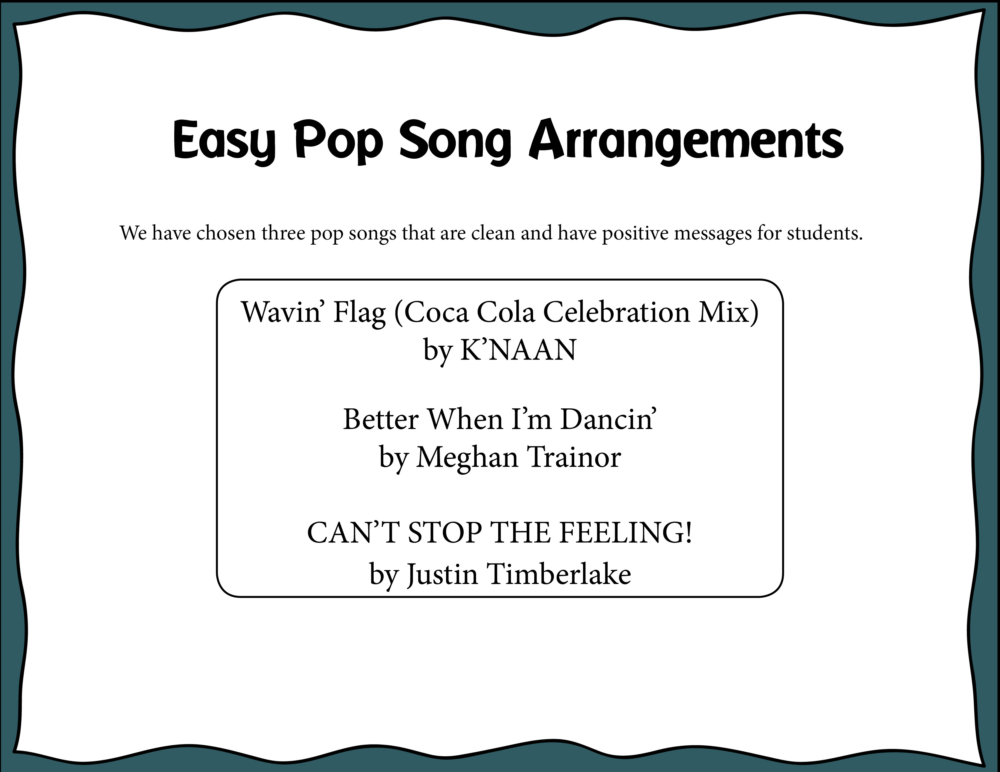 Easy Pop Song Arrangements
We have chosen three pop songs that are clean and have positive messages for students.
Wavin’ Flag (Coca Cola Celebration Mix)
by K’NAAN
Better When I’m Dancin’
by Meghan Trainor
CAN’T STOP THE FEELING!
by Justin Timberlake